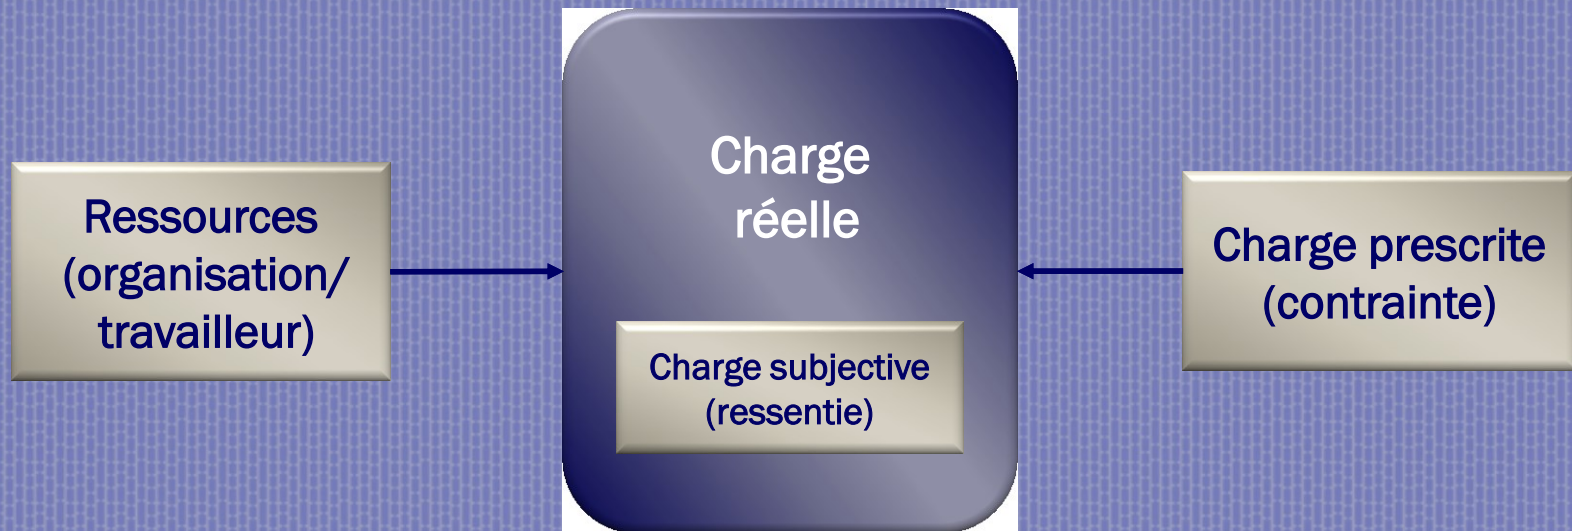 Ressources
(organisation/
travailleur)
Charge
réelle
Charge subjective
(ressentie)
Charge prescrite
(contrainte)